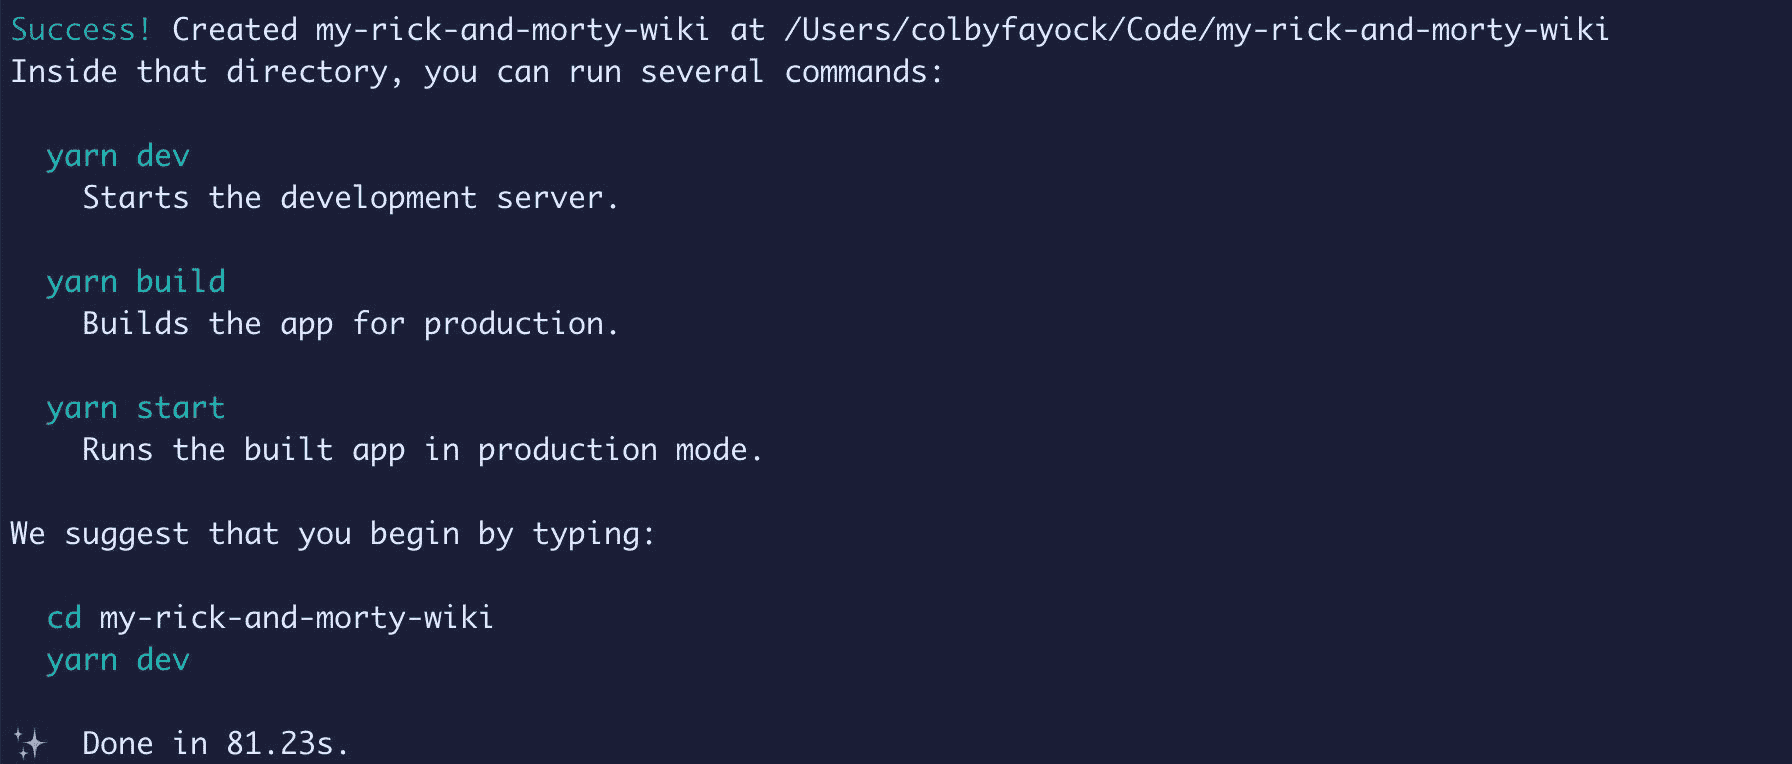 Success! Created my-rick-and-morty-wiki at /Users/colbyfayock/Code/my-rick-and-morty-wiki
Inside that directory, you can run several commands:
yarn dev
Starts the development server.
yarn build
Builds the app for production.
yarn start
Runs the built app in production mode.
We suggest that you begin by typing:
cd my-rick-and-morty-wiki
yarn dev
✨ Done in 81.23s.